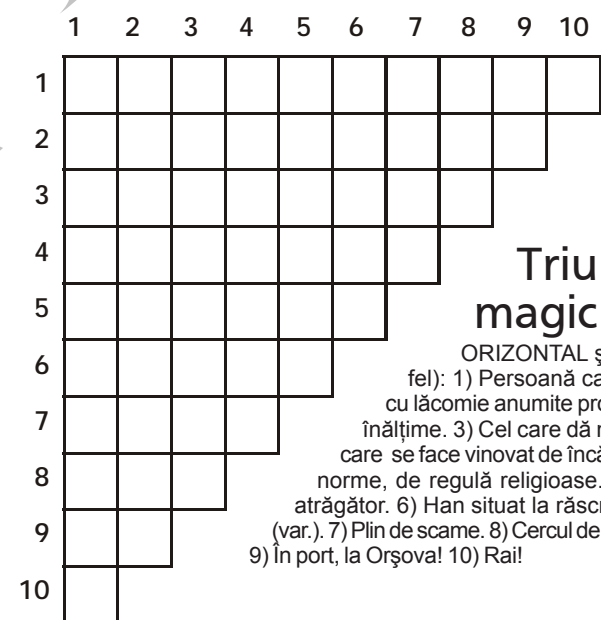 1 2 3 4 5 6 7 8 9 10
1
2
3
4
5
6
7
8
9
10
Triu
magic
ORIZONTAL ş
fel): 1) Persoană ca
cu lăcomie anumite pro
înălţime. 3) Cel care dă
care se face vinovat de încă
norme, de regulă religioase.
atrăgător. 6) Han situat la răscr
(var.). 7) Plin de scame. 8) Cercul de
9) În port, la Orşova! 10) Rai!